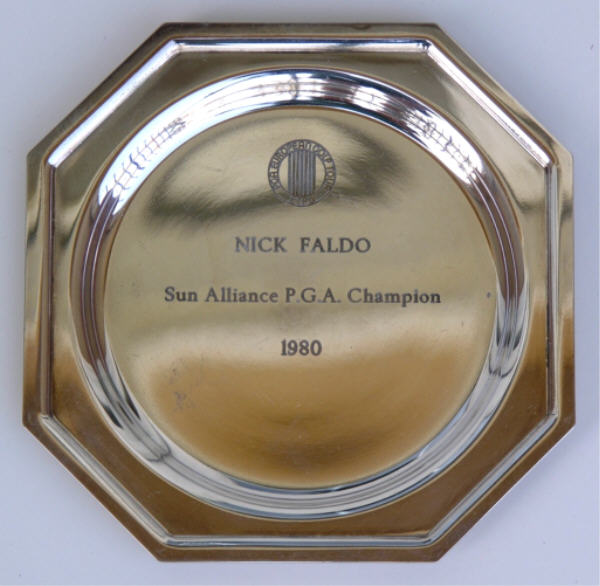 NICK FALDO
Sun Alliance P.G.A. Champion
1980